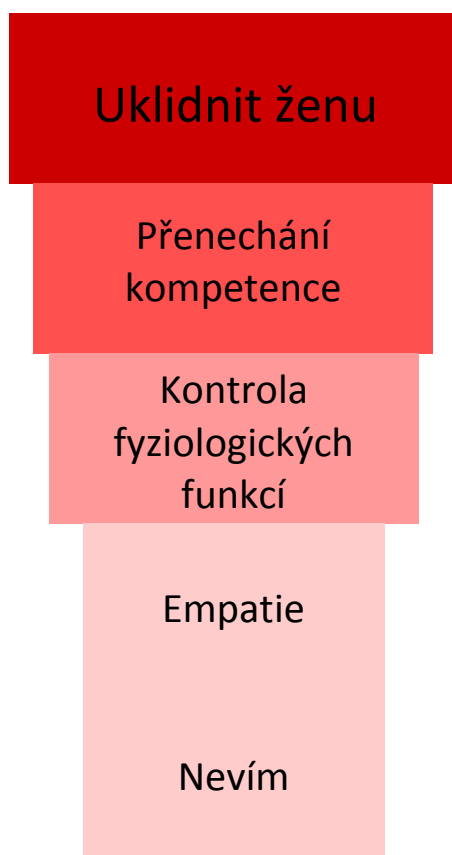 Uklidnit ženu
Přenechání
kompetence
Kontrola
fyziologických
funkcí
Empatie
Nevím